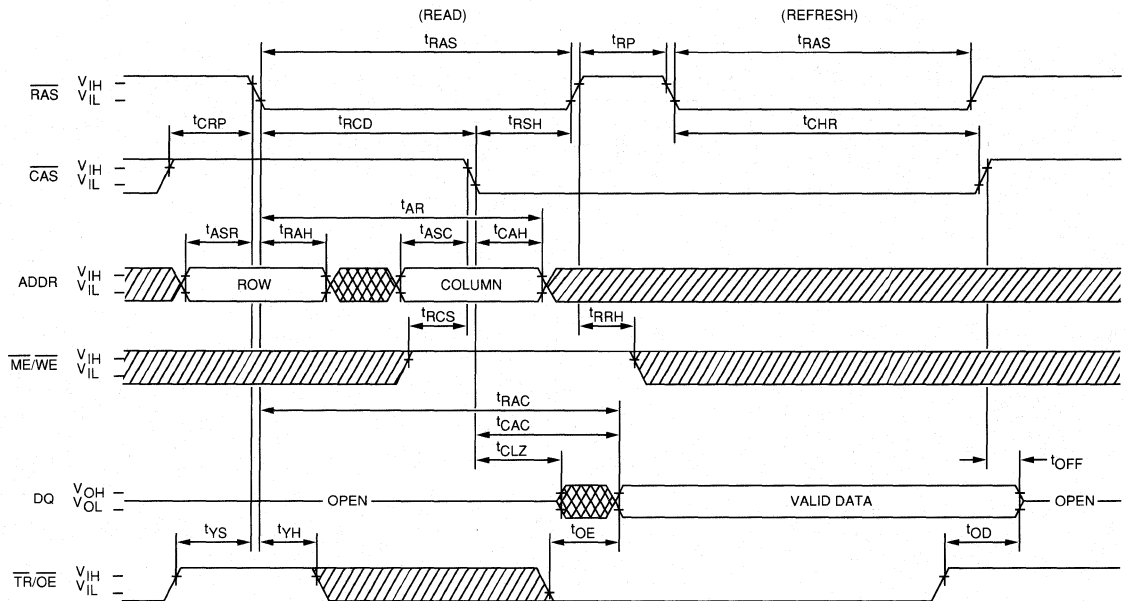 (READ) (REFRESH)
tRAS tRP tRAS
RAS VIH
VIL
tCRP tRCD tRSH tCHR
CAS VIH
VIL
tAR
tASR tRAH tASC tCAH
ADDR VIH
VIL
ROW COLUMN
tRCS tRRH
ME/WE VIH
VIL
tRAC
tCAC
tCLZ tOFF
DQ VOH
VOL
OPEN VALID DATA OPEN
tYS tYH tOE tOD
TR/OE VIH
VIL